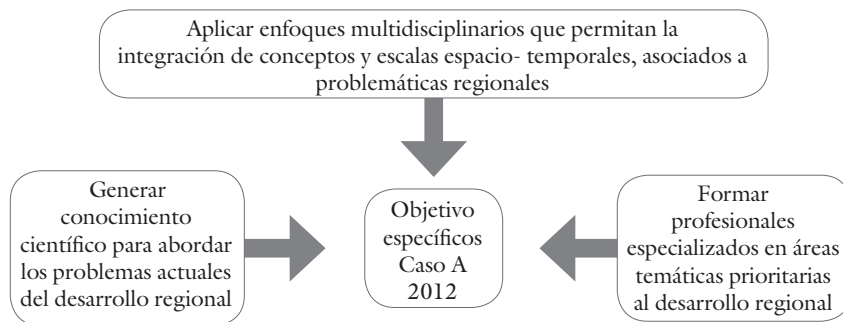 Aplicar enfoques multidisciplinarios que permitan la
integración de conceptos y escalas espacio- temporales, asociados a
problemáticas regionales
Generar
conocimiento
científico para abordar
los problemas actuales
del desarrollo regional
Objetivo
específicos
Caso A
2012
Formar
profesionales
especializados en áreas
temáticas prioritarias
al desarrollo regional